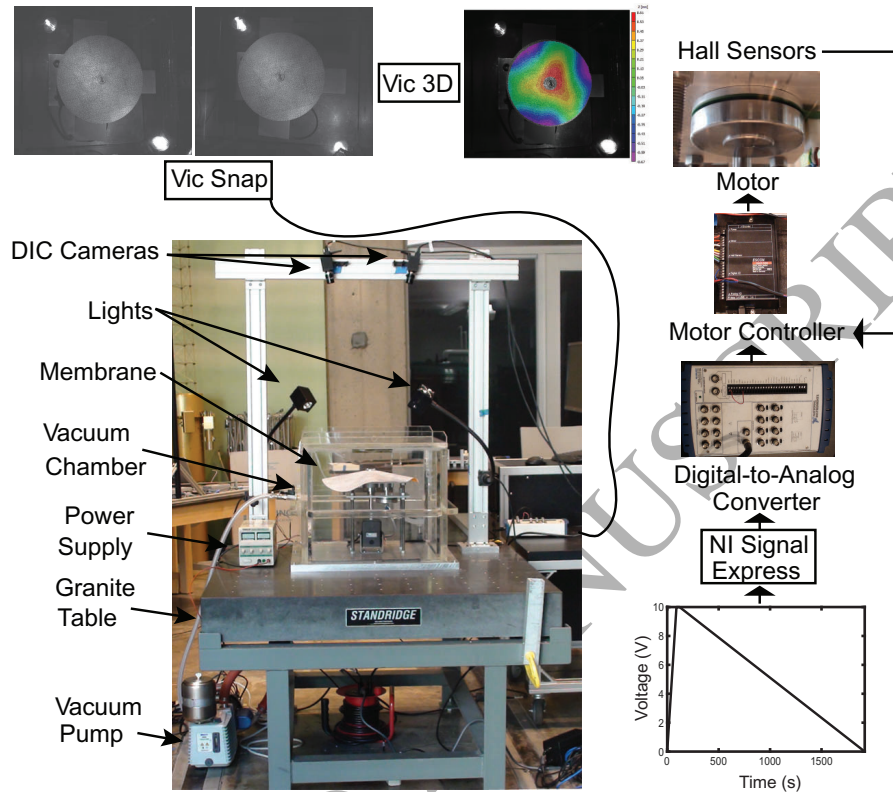 Vic 3D
Hall Sensors
Vic Snap
Motor
DIC Cameras
Lights
Motor Controller
Membrane
Vacuum
Chamber
Digital-to-Analog
Converter
Power
Supply
NI Signal
Express
Granite
Table
STANDRIDGE
Vacuum
Pump
Voltage (V)
10
8
6
4
2
0
0
500
1000
1500
Time (s)
NUSCRIP